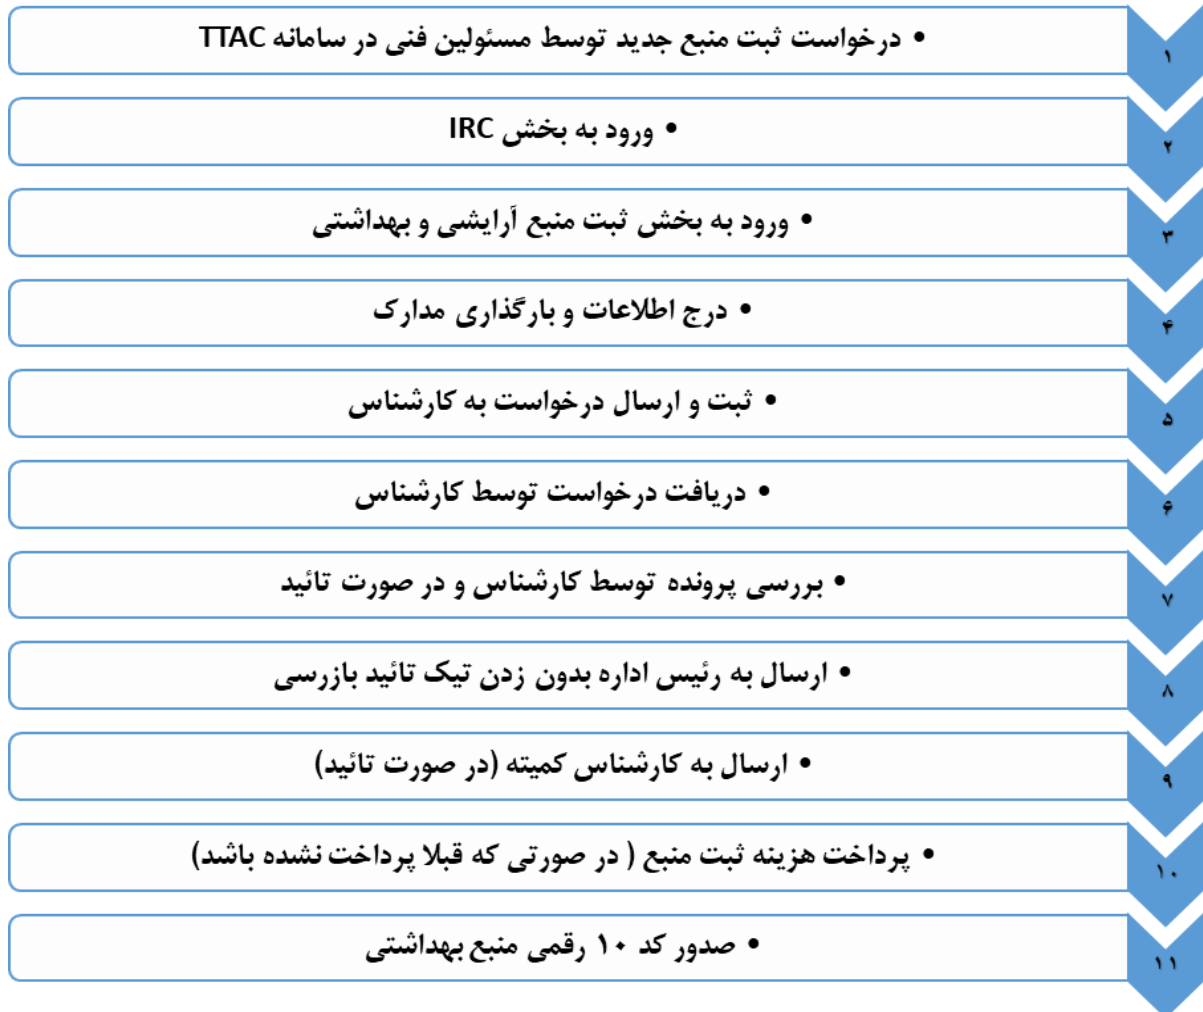 ۱ • درخواست ثبت منبع جدید توسط مسئولین فنی در سامانه TTAC
۲ • ورود به بخش IRC
۳ • ورود به بخش ثبت منبع آرایشی و بهداشتی
۴ • درج اطلاعات و بارگذاری مدارک
۵ • ثبت و ارسال درخواست به کارشناس
۶ • دریافت درخواست توسط کارشناس
۷ • بررسی پرونده توسط کارشناس و در صورت تائید
۸ • ارسال به رئیس اداره بدون زدن تیک تائید بازرسی
۹ • ارسال به کارشناس کمیته (در صورت تائید)
۱۰ • پرداخت هزینه ثبت منبع ( در صورتی که قبلا پرداخت نشده باشد)
۱۱ • صدور کد ۱۰ رقمی منبع بهداشتی